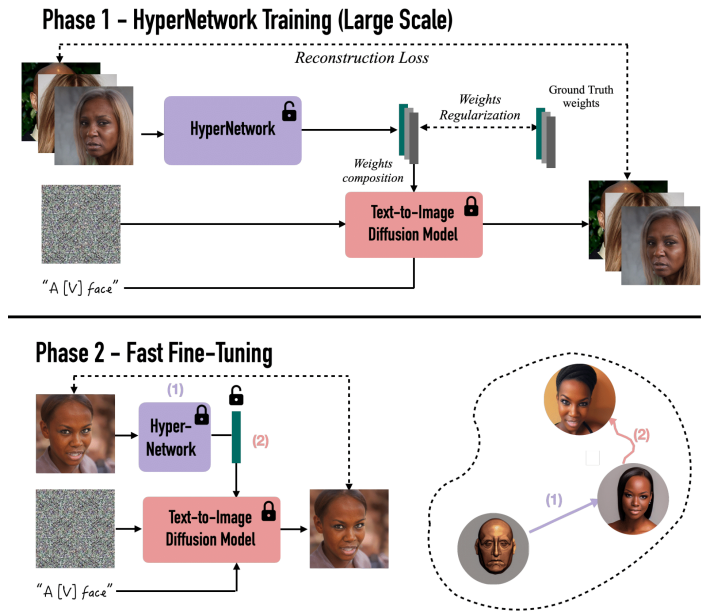 Phase 1 - HyperNetwork Training (Large Scale)
Reconstruction Loss
HyperNetwork
Weights
Regularization
Ground Truth
weights
Weights
composition
Text-to-Image
Diffusion Model
"A [V] face"
Phase 2 - Fast Fine-Tuning
(1)
Hyper-
Network
(2)
Text-to-Image
Diffusion Model
"A [V] face"
(2)
(1)